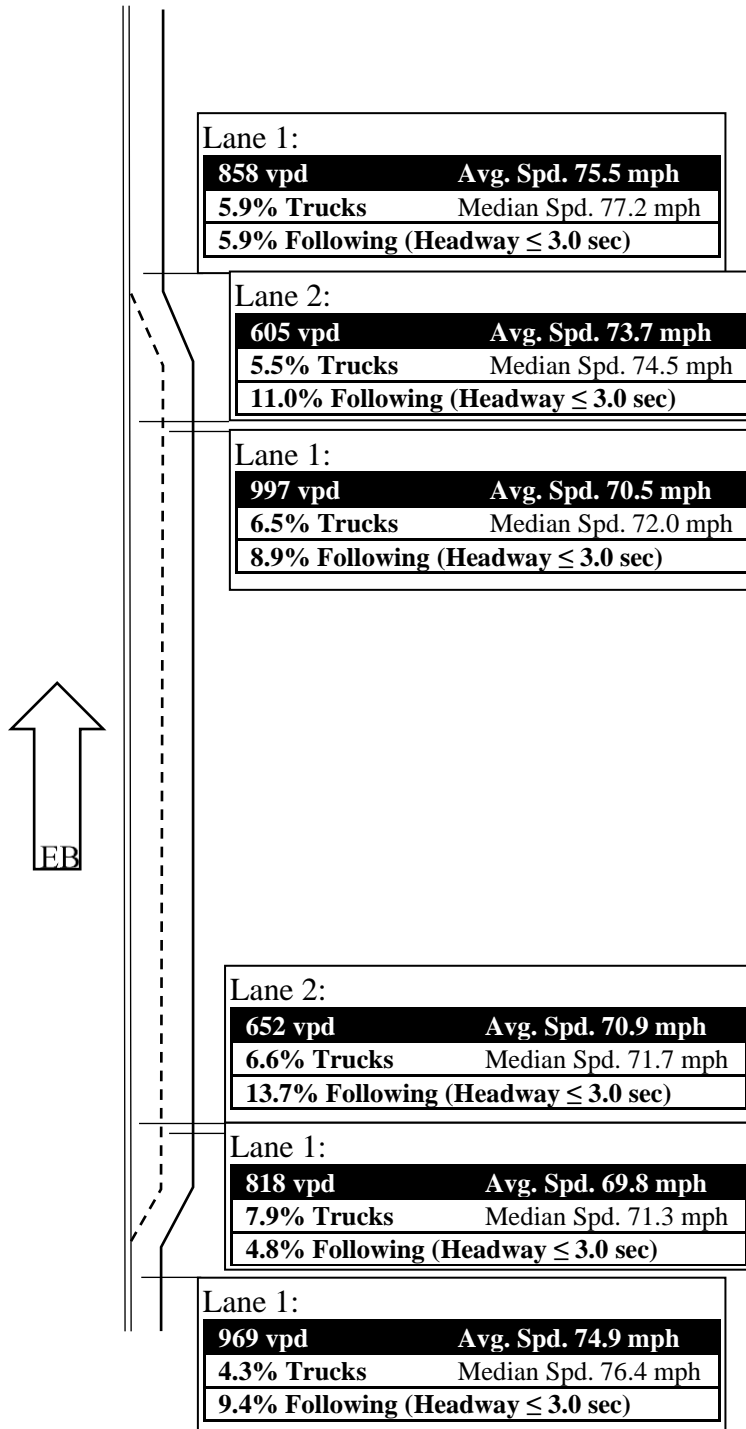 Lane 1:
858 vpd Avg. Spd. 75.5 mph
5.9% Trucks Median Spd. 77.2 mph
5.9% Following (Headway ≤ 3.0 sec)
Lane 2:
605 vpd Avg. Spd. 73.7 mph
5.5% Trucks Median Spd. 74.5 mph
11.0% Following (Headway ≤ 3.0 sec)
Lane 1:
997 vpd Avg. Spd. 70.5 mph
6.5% Trucks Median Spd. 72.0 mph
8.9% Following (Headway ≤ 3.0 sec)
EB
Lane 2:
652 vpd Avg. Spd. 70.9 mph
6.6% Trucks Median Spd. 71.7 mph
13.7% Following (Headway ≤ 3.0 sec)
Lane 1:
818 vpd Avg. Spd. 69.8 mph
7.9% Trucks Median Spd. 71.3 mph
4.8% Following (Headway ≤ 3.0 sec)
Lane 1:
969 vpd Avg. Spd. 74.9 mph
4.3% Trucks Median Spd. 76.4 mph
9.4% Following (Headway ≤ 3.0 sec)